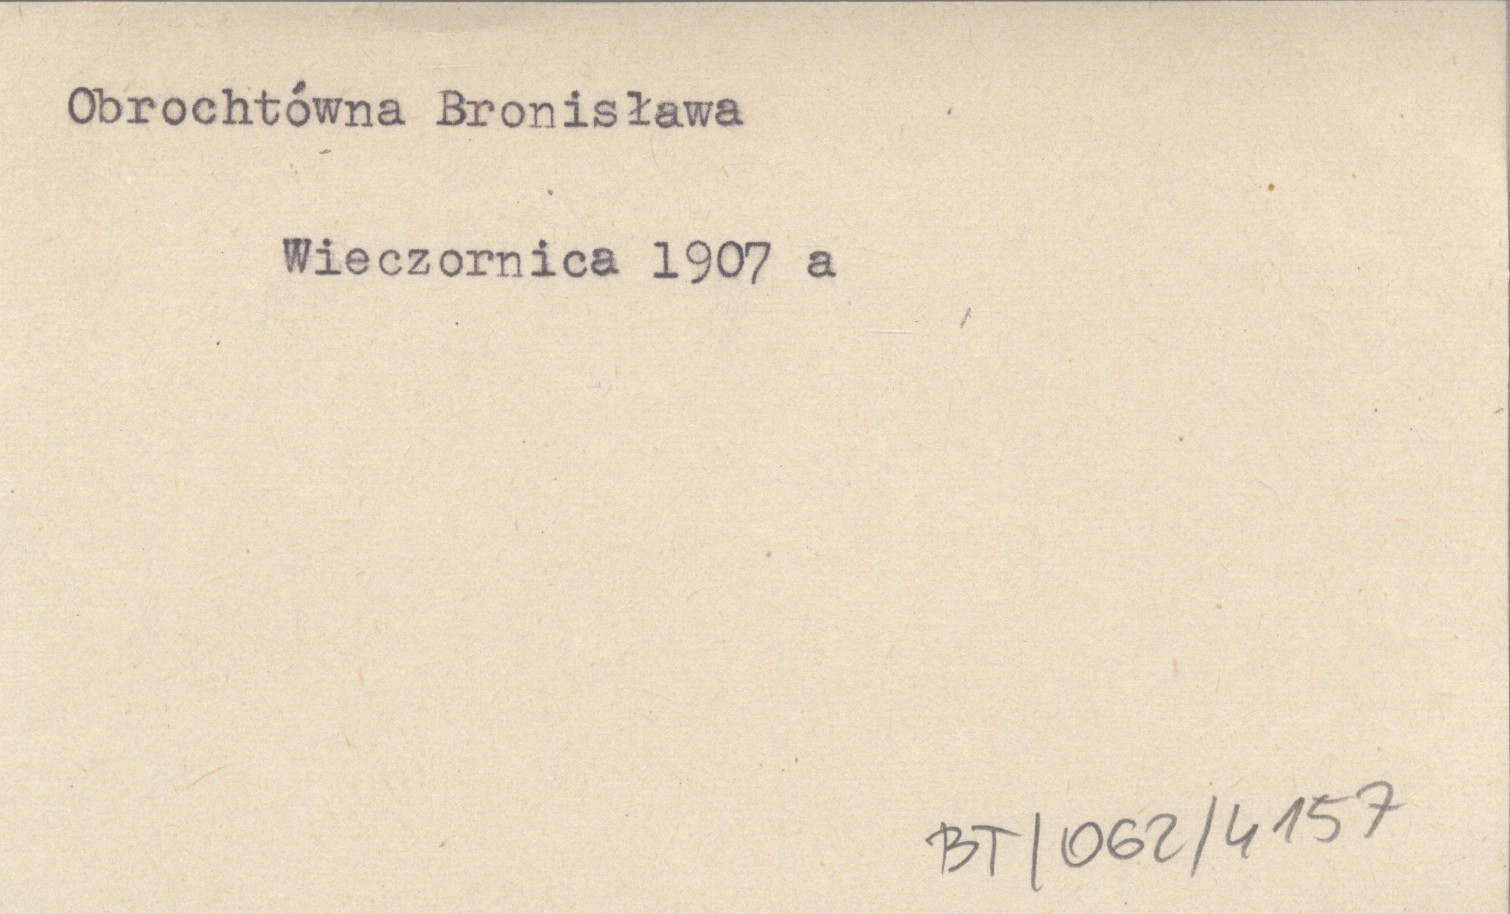 Obrochtówna Bronisława
Wieczornica 1907 a
BT/062/4157